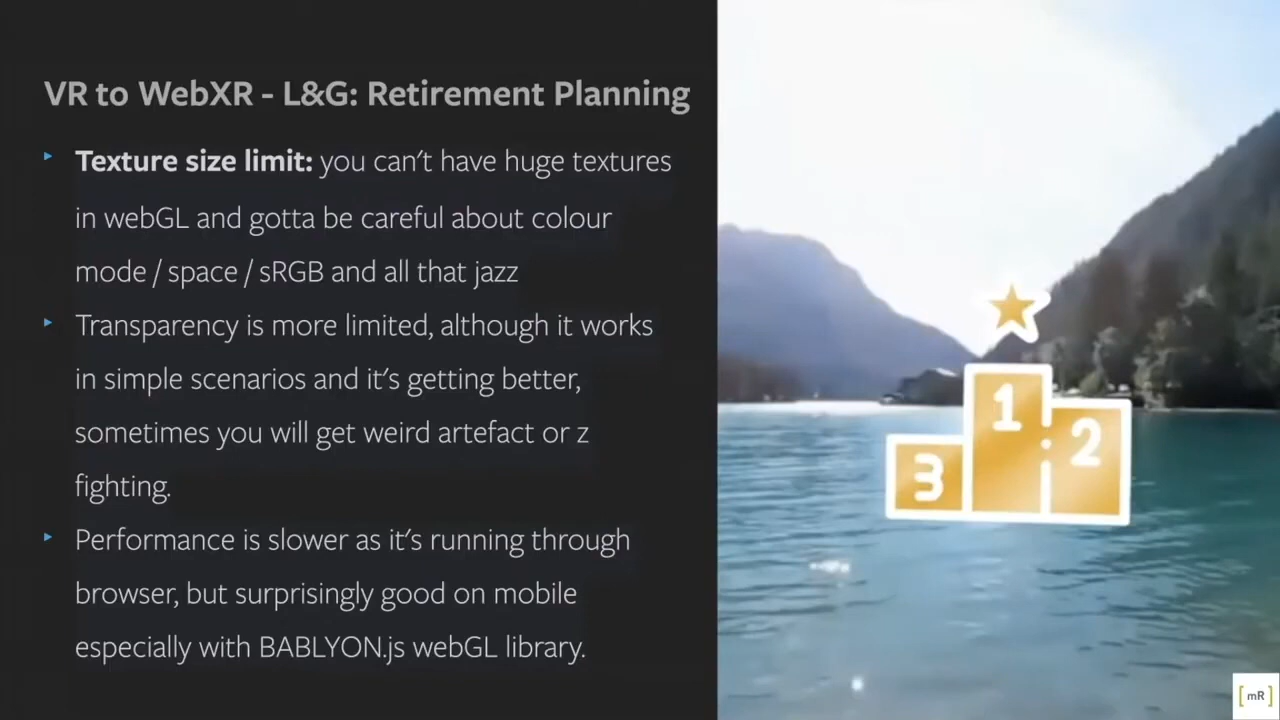 VR to WebXR - L&G: Retirement Planning
Texture size limit: you can't have huge textures
in webGL and gotta be careful about colour
mode / space / sRGB and all that jazz
Transparency is more limited, although it works
in simple scenarios and it's getting better,
sometimes you will get weird artefact or z
fighting.
Performance is slower as it's running through
browser, but surprisingly good on mobile
especially with BABLYON.js webGL library.
1
2
3
[mR]